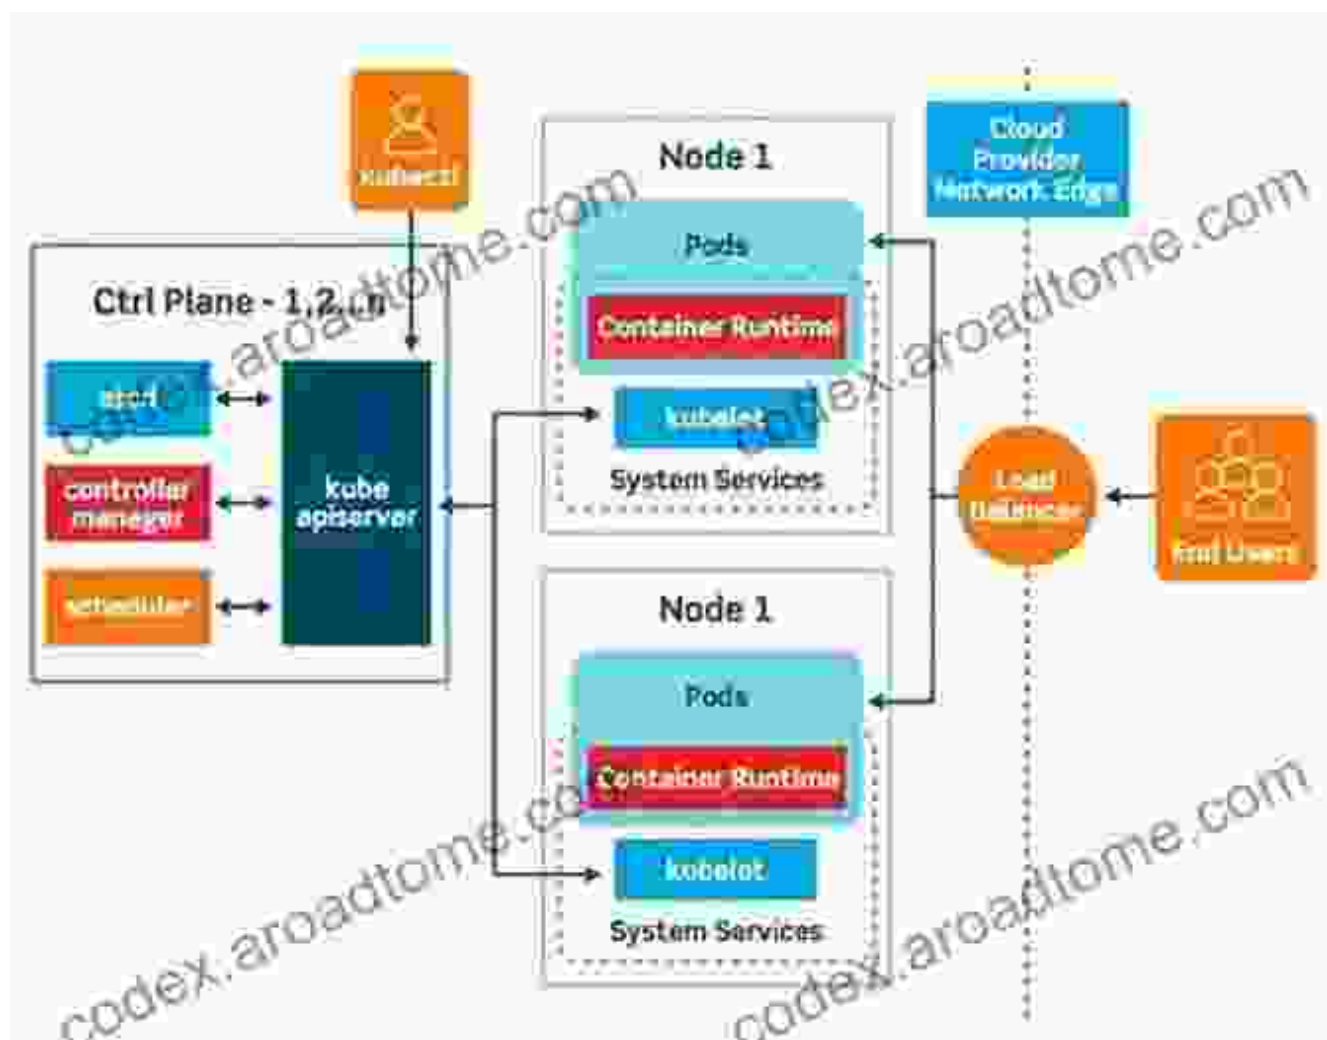 kubectl
Node 1
Cloud
Provider
Network Edge
Pods
Ctrl Plane - 1,2...n
Container Runtime
etcd
kubelet
controller
manager
kube
apiserver
System Services
Load
Balancer
End Users
scheduler
Node 1
Pods
Container Runtime
kubelet
System Services
codex.aroadtome.com
codex.aroadtome.com
codex.aroadtome.com
codex.aroadtome.com